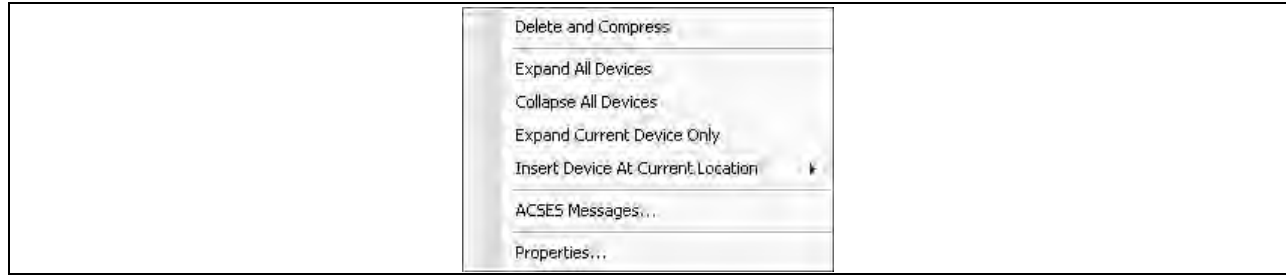 Delete and Compress
Expand All Devices
Collapse All Devices
Expand Current Device Only
Insert Device At Current Location
ACSES Messages...
Properties...